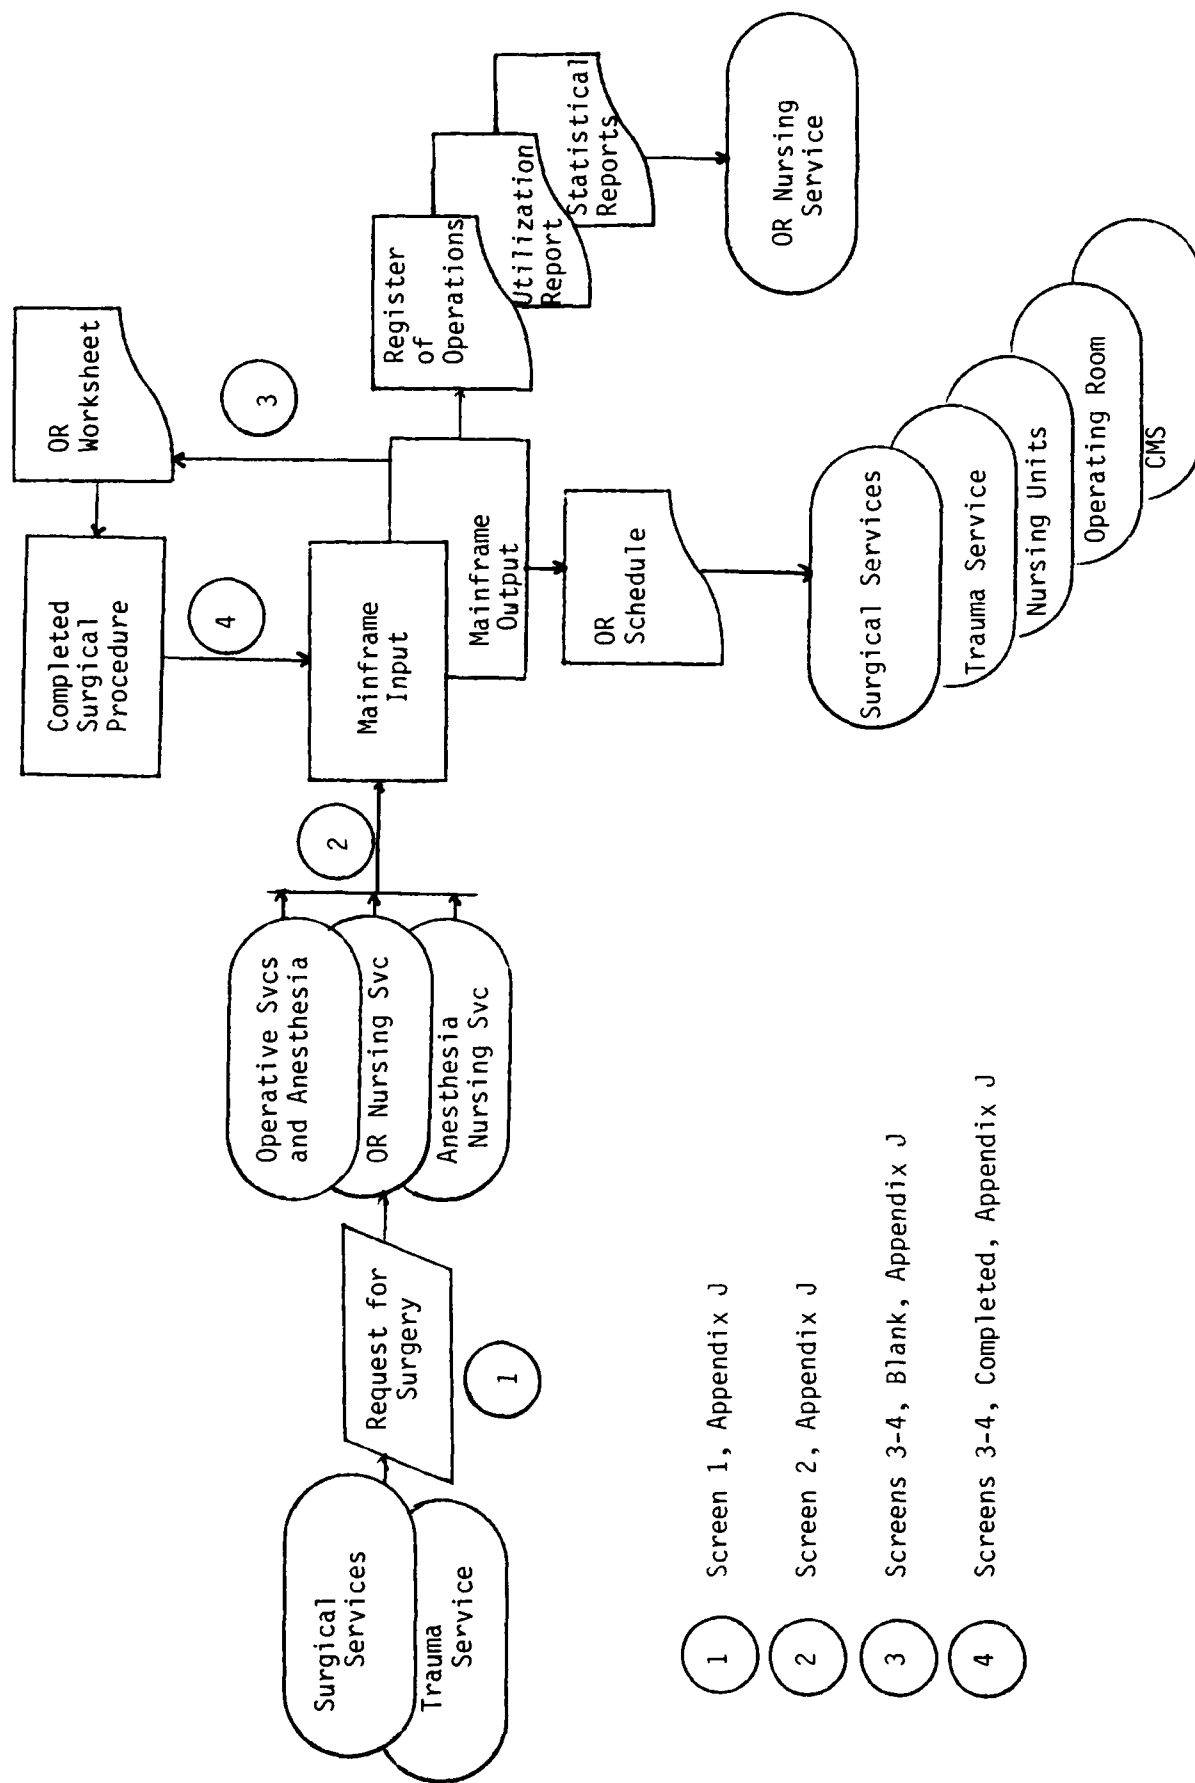 Surgical
Services
Trauma
Service
Request for
Surgery
1
Operative Svcs
and Anesthesia
OR Nursing Svc
Anesthesia
Nursing Svc
2
Completed
Surgical
Procedure
4
OR
Worksheet
3
Mainframe
Input
Mainframe
Output
Register
of
Operations
Utilization
Report
Statistical
Reports
OR Nursing
Service
OR
Schedule
Surgical Services
Trauma Service
Nursing Units
Operating Room
CMS
1 Screen 1, Appendix J
2 Screen 2, Appendix J
3 Screens 3-4, Blank, Appendix J
4 Screens 3-4, Completed, Appendix J